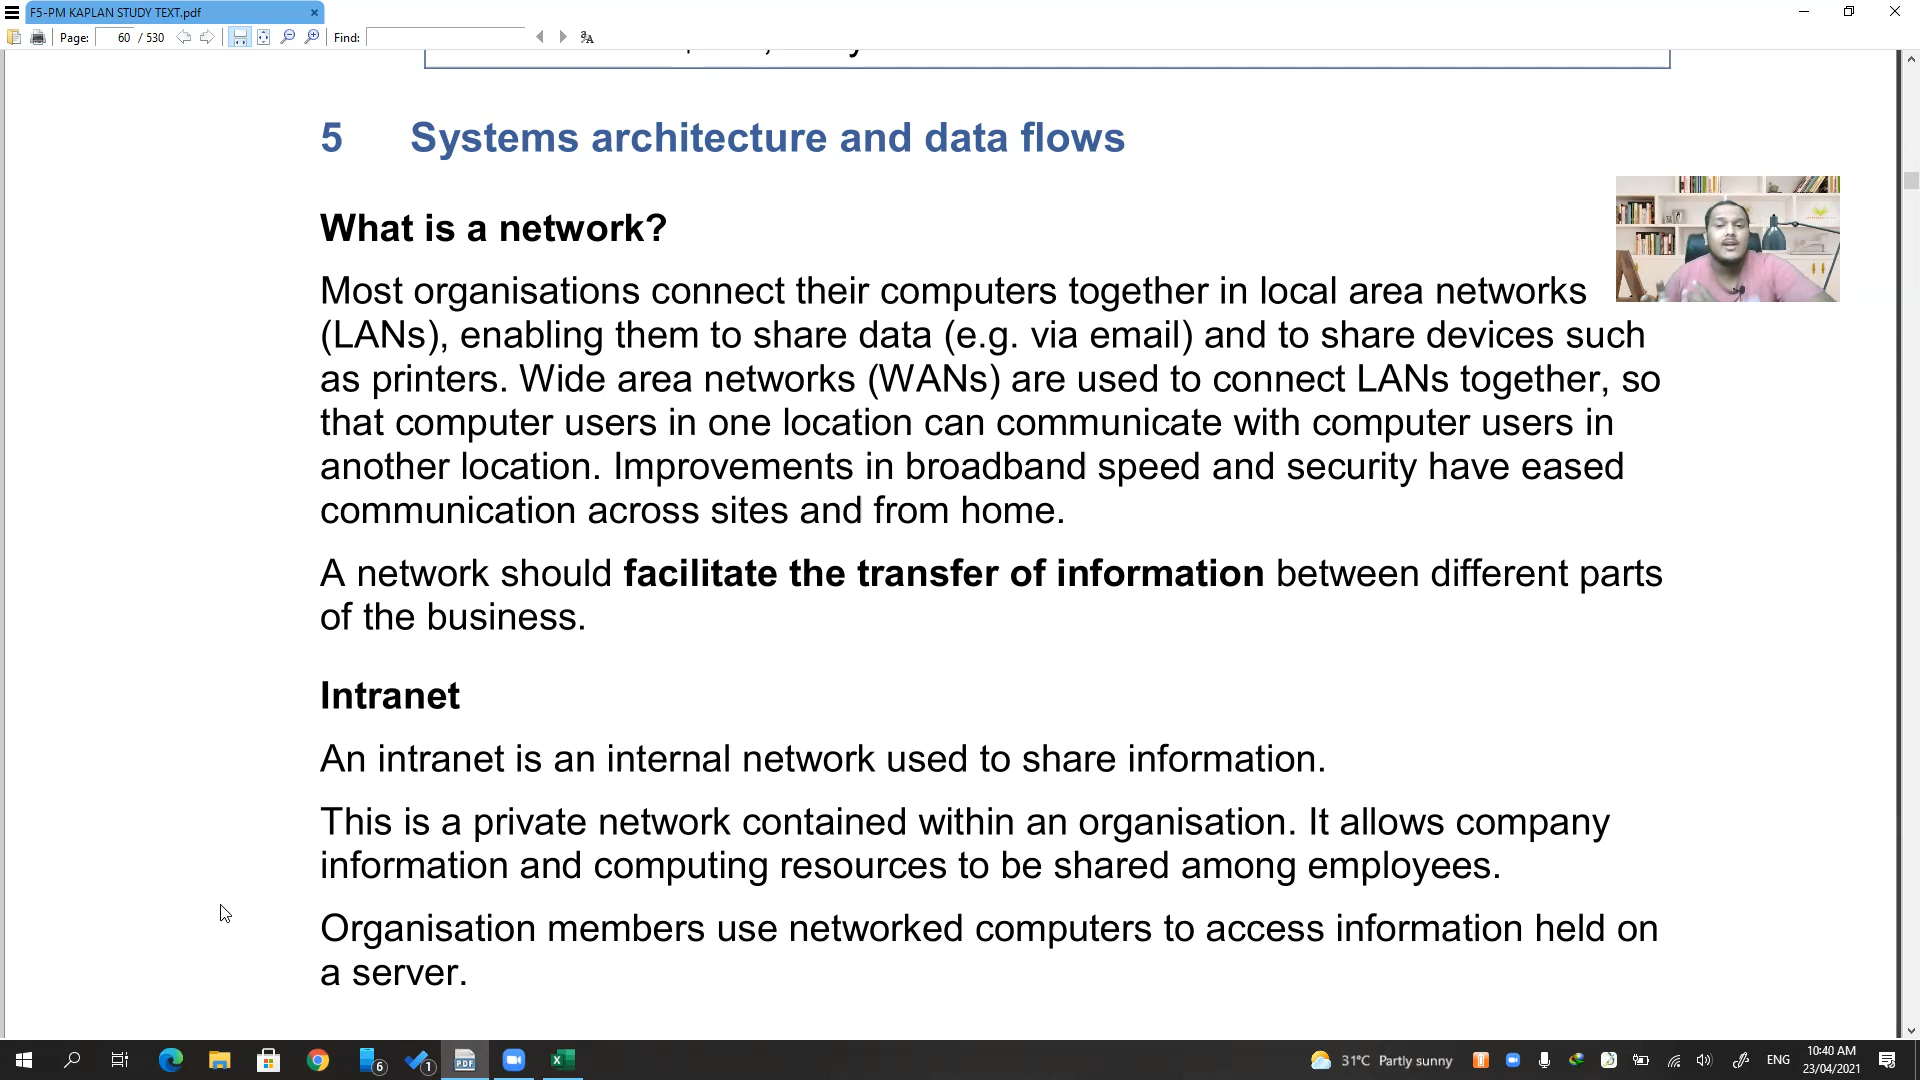 F5-PM KAPLAN STUDY TEXT.pdf
Page: 60 / 530 Find:
5 Systems architecture and data flows
What is a network?
Most organisations connect their computers together in local area networks
(LANs), enabling them to share data (e.g. via email) and to share devices such
as printers. Wide area networks (WANs) are used to connect LANs together, so
that computer users in one location can communicate with computer users in
another location. Improvements in broadband speed and security have eased
communication across sites and from home.
A network should facilitate the transfer of information between different parts
of the business.
Intranet
An intranet is an internal network used to share information.
This is a private network contained within an organisation. It allows company
information and computing resources to be shared among employees.
Organisation members use networked computers to access information held on
a server.
6 1 PDF 31°C Partly sunny ENG 10:40 AM
23/04/2021